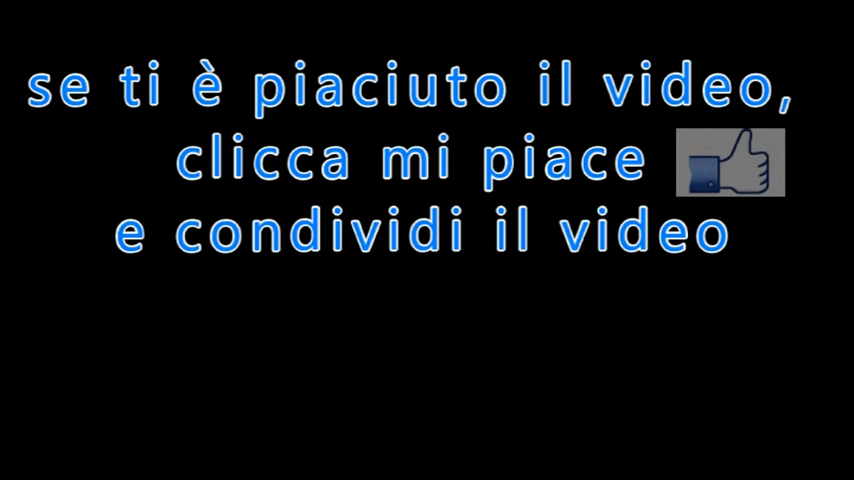 se ti è piaciuto il video,
clicca mi piace
e condividi il video